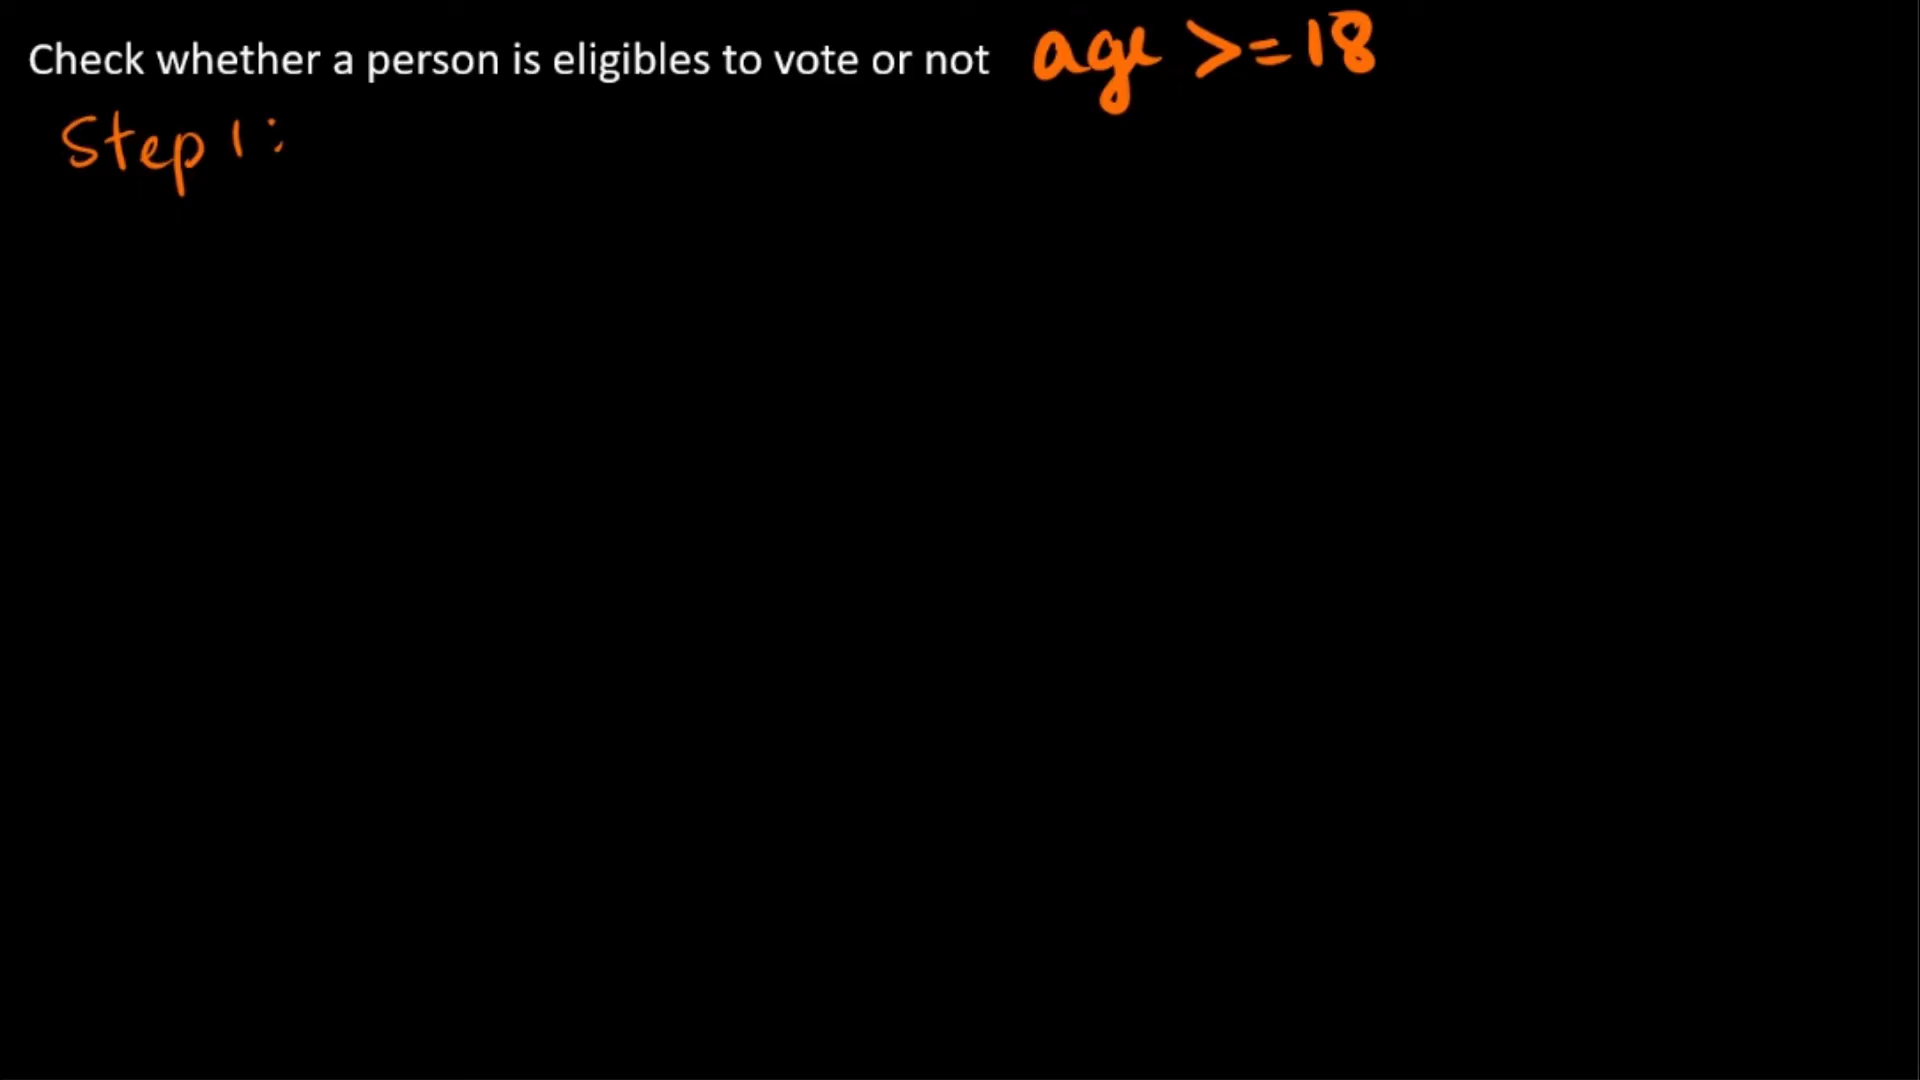 Check whether a person is eligibles to vote or not age >=18
Step 1: